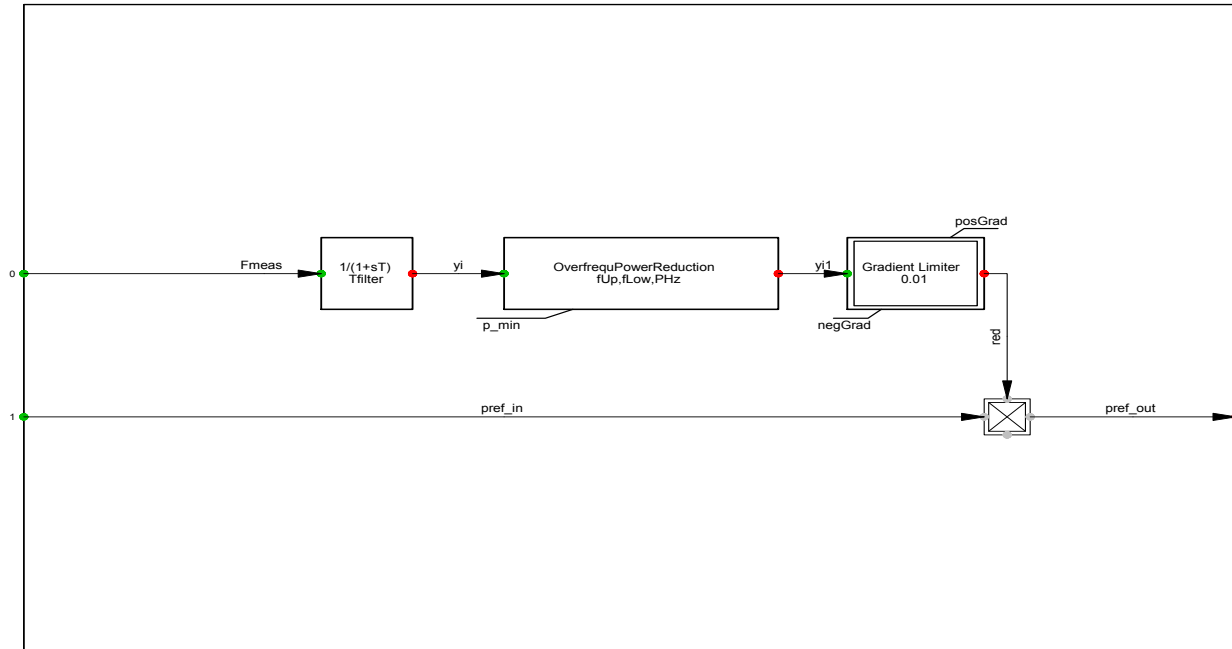 posGrad
0
Fmeas
1/(1+sT)
Tfilter
yi
OverfrequPowerReduction
fUp,fLow,PHz
yi1
Gradient Limiter
0.01
p_min
negGrad
red
1
pref_in
pref_out